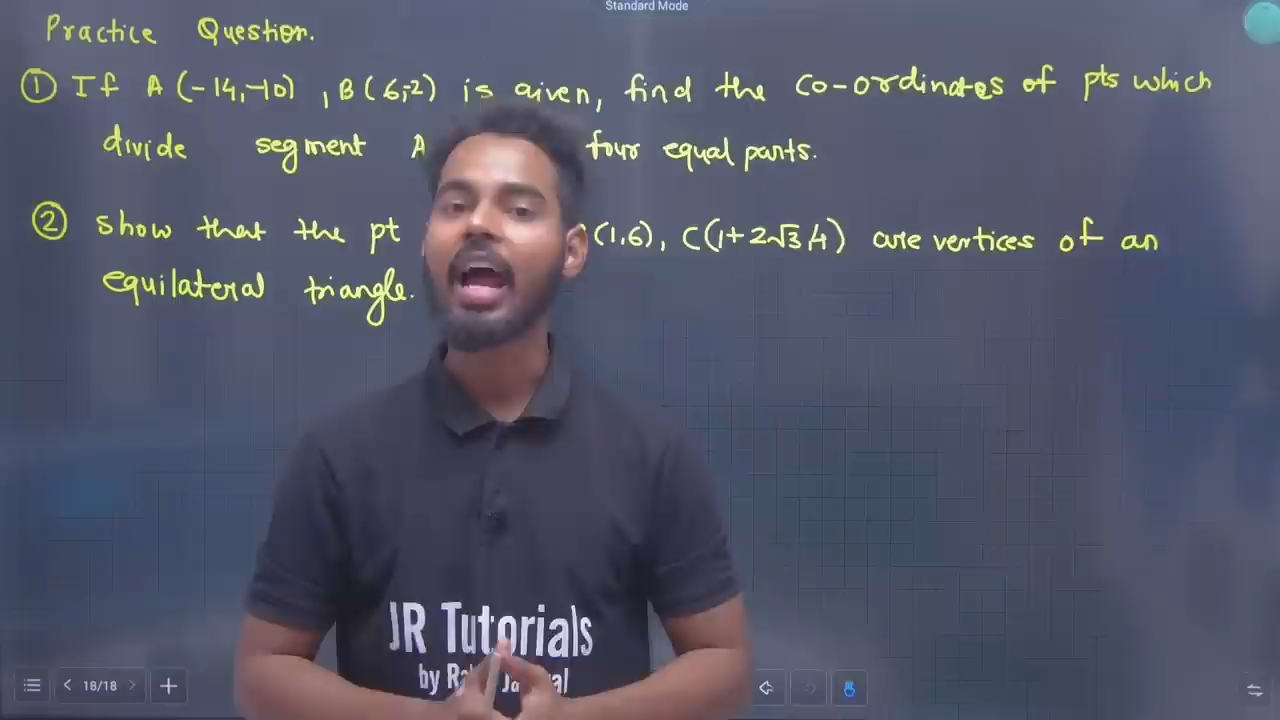 Standard Mode
Practice Question.
① If A (-14,-10) , B (6,-2) is given, find the co-ordinates of pts which
divide segment A four equal parts.
② show that the pt (1,6), C(1+2√3,4) are vertices of an
equilateral triangle.
JR Tutorials
by
18/18